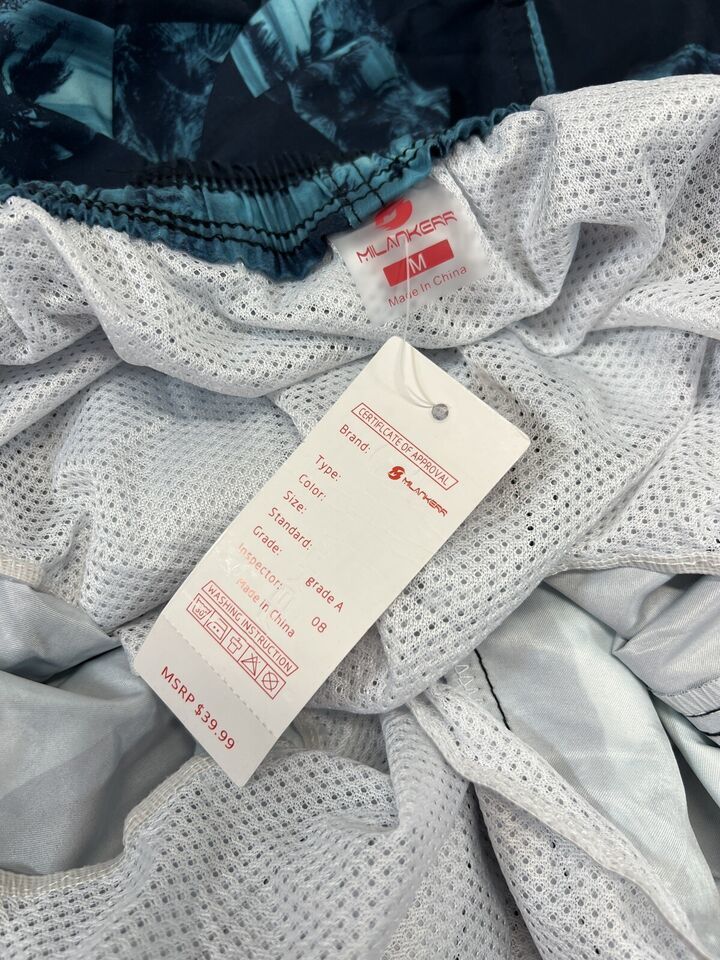 MILANKERR
M
Made In China
CERTIFLCATE OF APPROVAL
Brand: MILANKERR
Type:
Color:
Size:
Standard:
Grade: grade A
Inspector: 08
Made in China
WASHING INSTRUCTION
MSRP $39.99